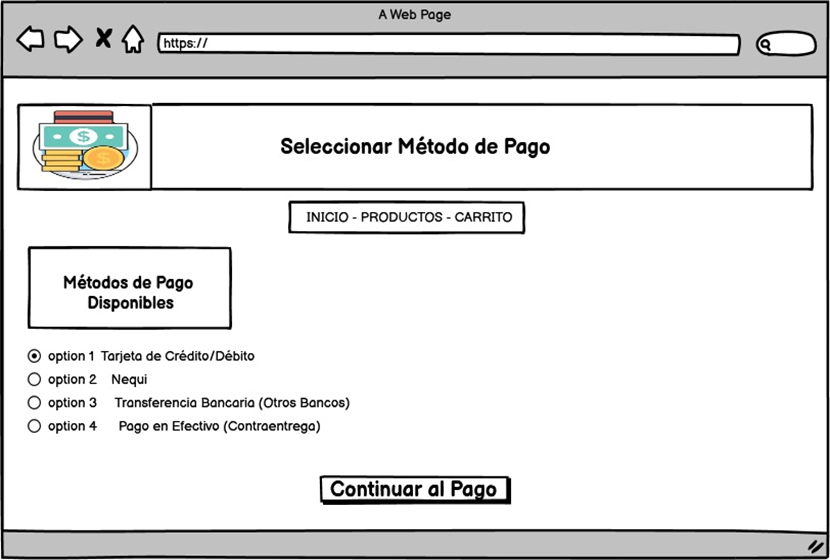 A Web Page
https://
$
$
Seleccionar Método de Pago
INICIO - PRODUCTOS - CARRITO
Métodos de Pago
Disponibles
option 1 Tarjeta de Crédito/Débito
option 2 Nequi
option 3 Transferencia Bancaria (Otros Bancos)
option 4 Pago en Efectivo (Contraentrega)
Continuar al Pago